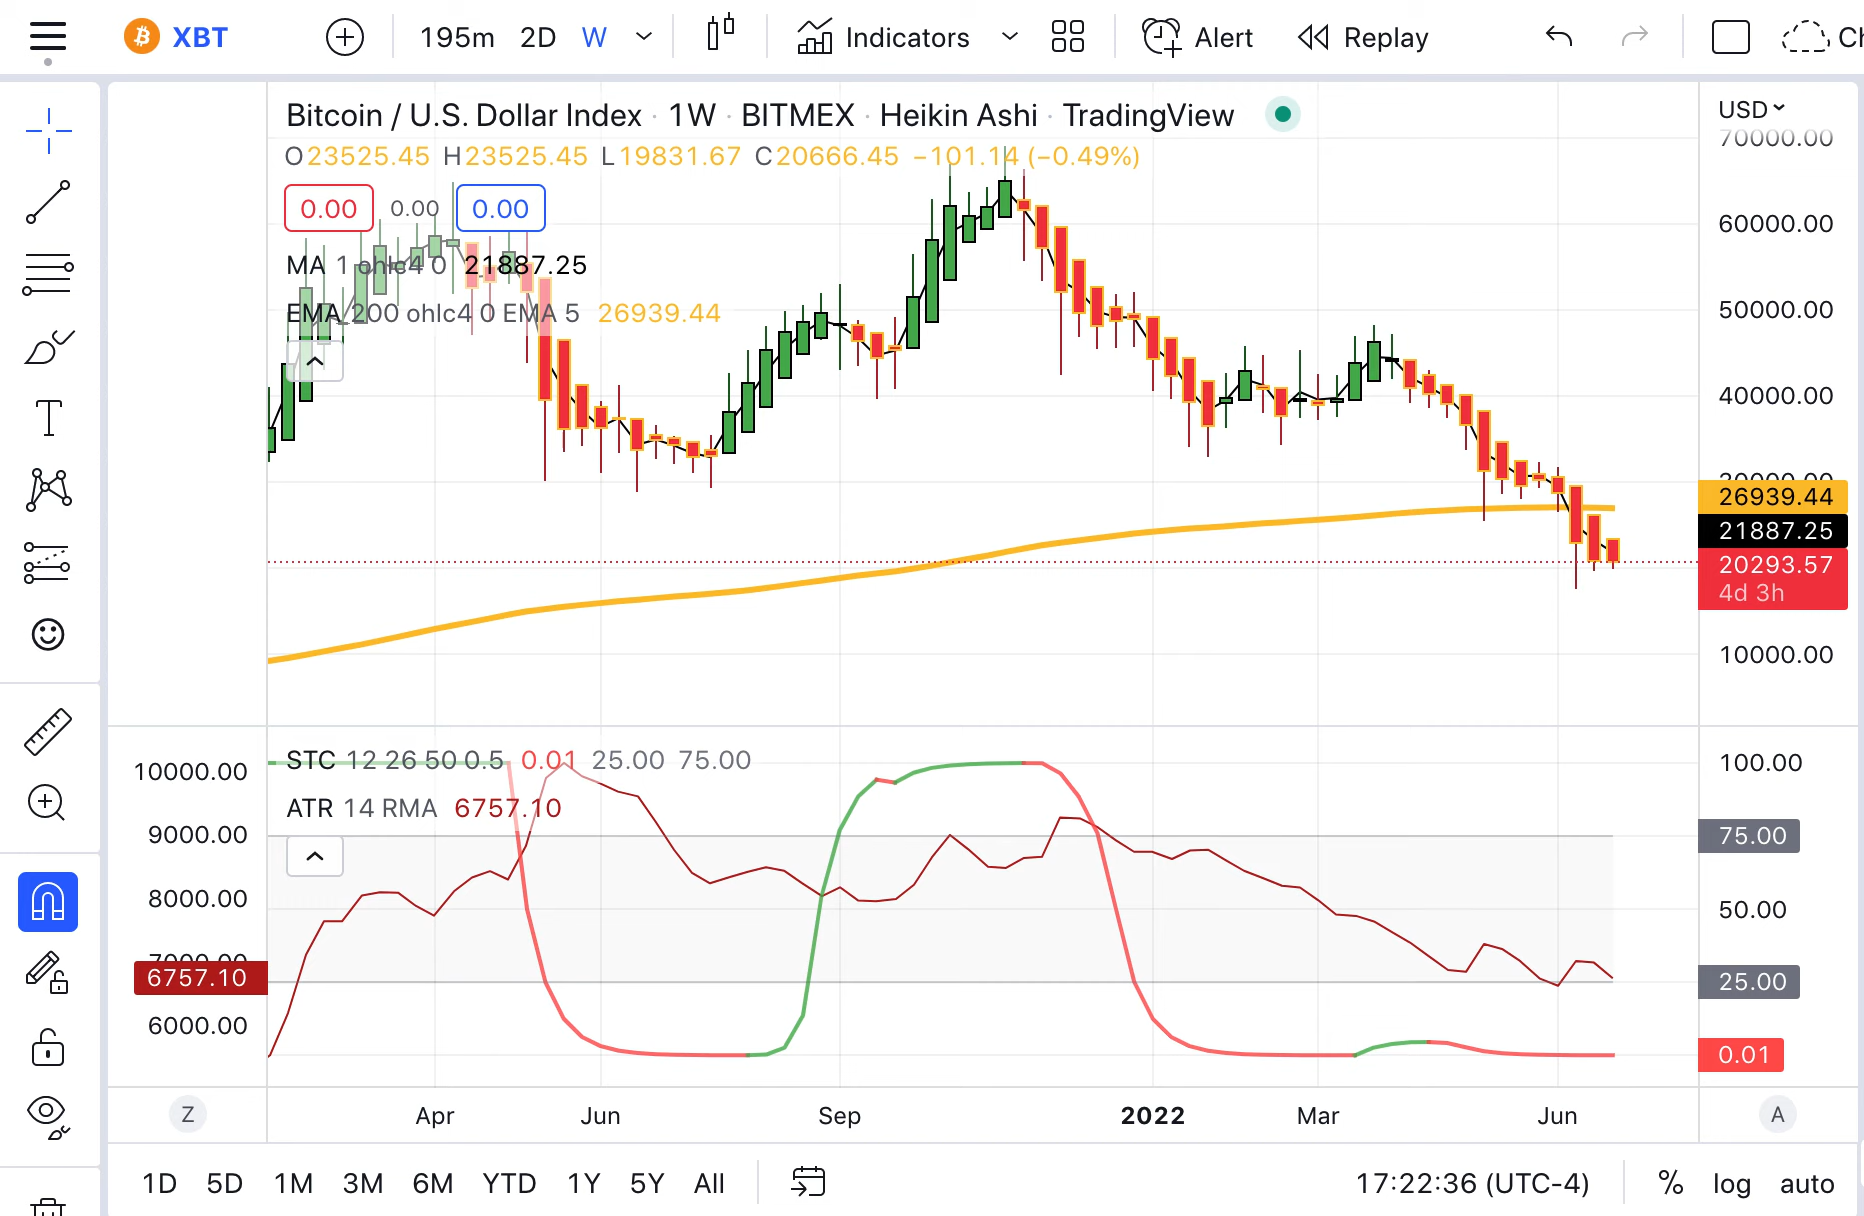 XBT 195m 2D W Indicators Alert Replay
Bitcoin / U.S. Dollar Index · 1W · BITMEX · Heikin Ashi · TradingView
O23525.45 H23525.45 L19831.67 C20666.45 −101.14 (−0.49%)
0.00 0.00 0.00
MA 1 ohlc4 0 21887.25
EMA 200 ohlc4 0 EMA 5 26939.44
USD
70000.00
60000.00
50000.00
40000.00
30000.00
26939.44
21887.25
20293.57
4d 3h
10000.00
STC 12 26 50 0.5 0.01 25.00 75.00
ATR 14 RMA 6757.10
10000.00
9000.00
8000.00
7000.00
6757.10
6000.00
100.00
75.00
50.00
25.00
0.01
Z Apr Jun Sep 2022 Mar Jun A
1D 5D 1M 3M 6M YTD 1Y 5Y All 17:22:36 (UTC-4) % log auto